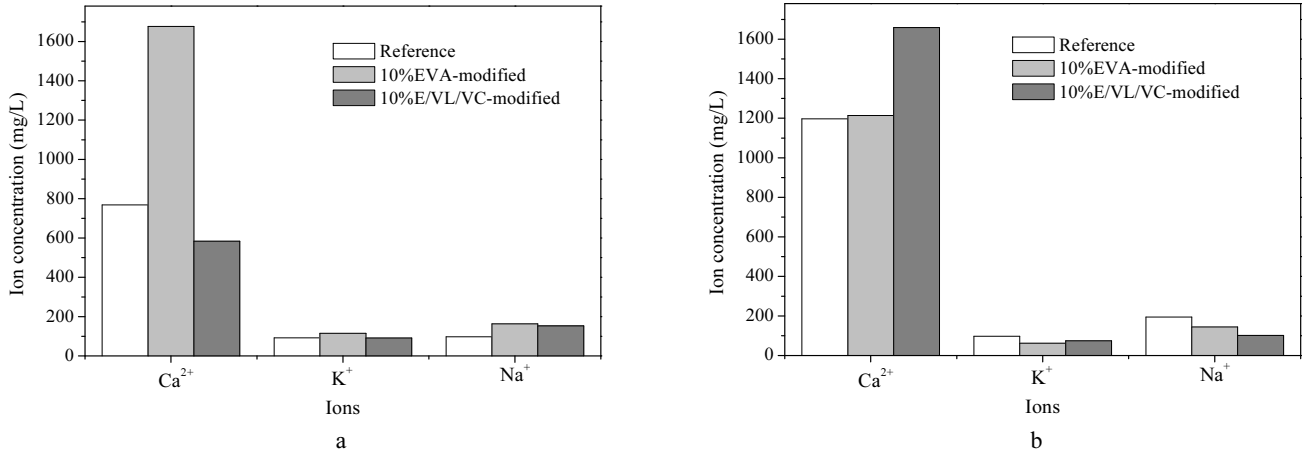 1600
1400
1200
1000
800
600
400
200
0
Ion concentration (mg/L)
Reference
10%EVA-modified
10%E/VL/VC-modified
Ca²⁺
K⁺
Na⁺
Ions
a
1600
1400
1200
1000
800
600
400
200
0
Ion concentration (mg/L)
Reference
10%EVA-modified
10%E/VL/VC-modified
Ca²⁺
K⁺
Na⁺
Ions
b